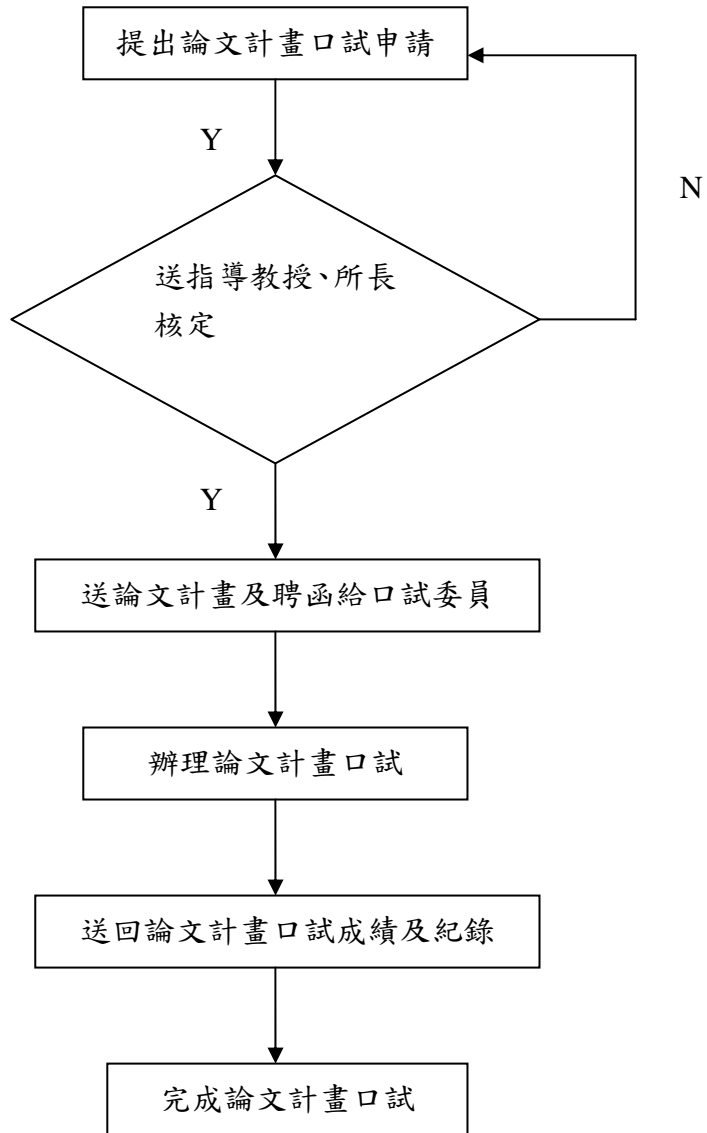 提出論文計畫口試申請
Y
N
送指導教授、所長
核定
Y
送論文計畫及聘函給口試委員
辦理論文計畫口試
送回論文計畫口試成績及紀錄
完成論文計畫口試